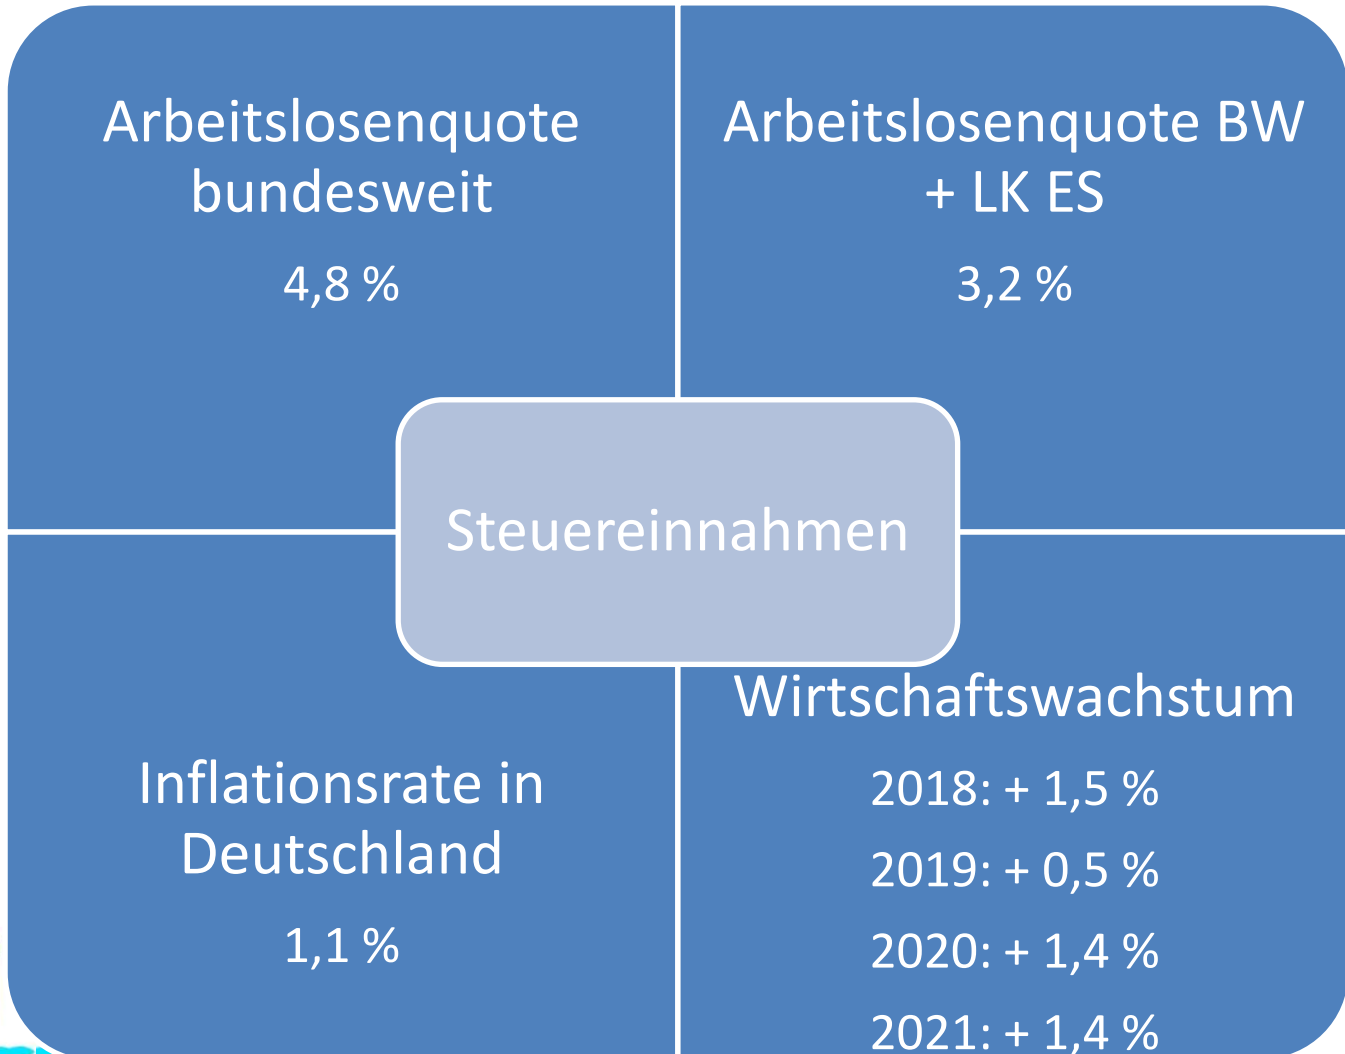 Arbeitslosenquote
bundesweit
4,8 %
Arbeitslosenquote BW
+ LK ES
3,2 %
Steuereinnahmen
Inflationsrate in
Deutschland
1,1 %
Wirtschaftswachstum
2018: + 1,5 %
2019: + 0,5 %
2020: + 1,4 %
2021: + 1,4 %